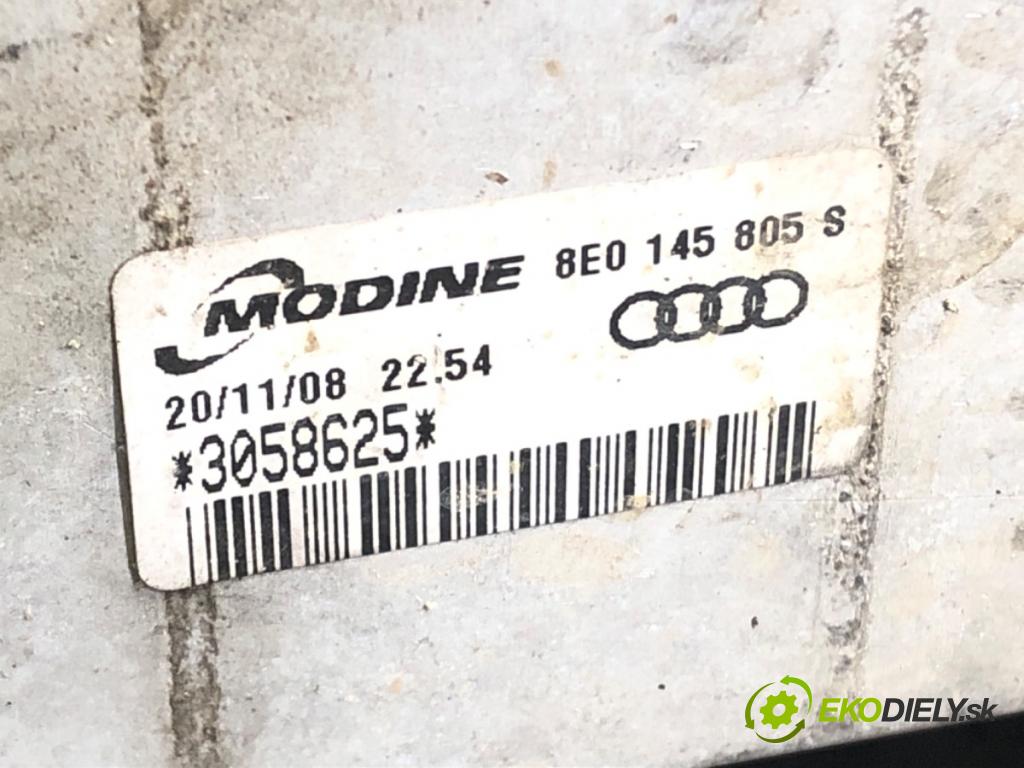 MODINE 8E0 145 805 S
20/11/08 22.54
*3058625*
EKODIELY.sk